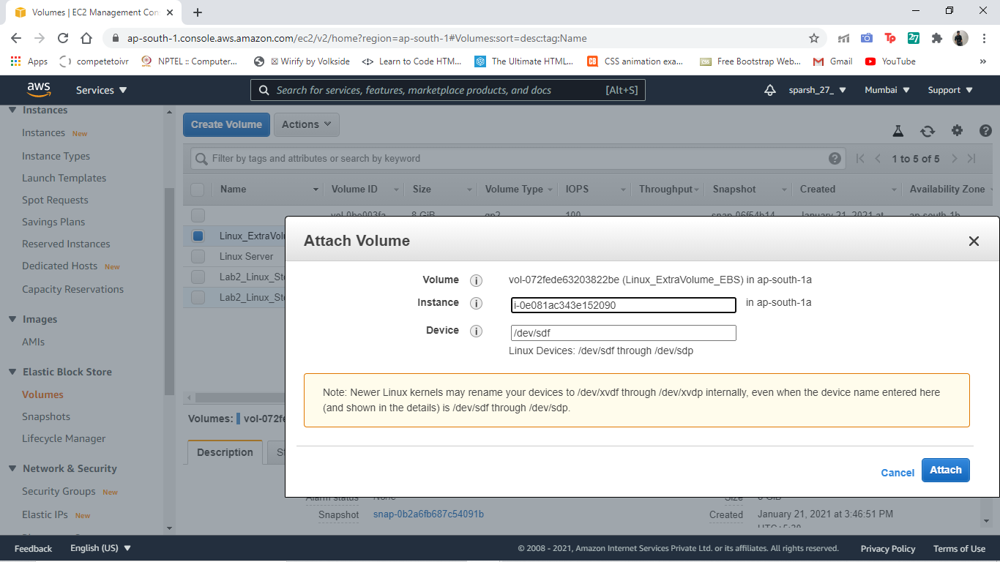 Volumes | EC2 Management Con
ap-south-1.console.aws.amazon.com/ec2/v2/home?region=ap-south-1#Volumes:sort=desc:tag:Name
Apps competetoivr NPTEL :: Computer... Wirify by Volkside Learn to Code HTM... The Ultimate HTML... CSS animation exa... Free Bootstrap Web... Gmail YouTube »
aws Services Search for services, features, marketplace products, and docs [Alt+S] sparsh_27_ Mumbai Support
Instances
Instances New
Instance Types
Launch Templates
Spot Requests
Savings Plans
Reserved Instances
Dedicated Hosts New
Capacity Reservations
Images
AMIs
Elastic Block Store
Volumes
Snapshots
Lifecycle Manager
Network & Security
Security Groups New
Elastic IPs New
Create Volume Actions
Filter by tags and attributes or search by keyword 1 to 5 of 5
Name Volume ID Size Volume Type IOPS Throughput Snapshot Created Availability Zone
vol-0be003fa 8 GiB gp2 100 snap-06f54b14 January 21, 2021 at ap-south-1b
Linux_ExtraVolu
Linux Server
Lab2_Linux_Sto
Lab2_Linux_Sto
Attach Volume
Volume vol-072fede63203822be (Linux_ExtraVolume_EBS) in ap-south-1a
Instance i-0e081ac343e152090 in ap-south-1a
Device /dev/sdf
Linux Devices: /dev/sdf through /dev/sdp
Note: Newer Linux kernels may rename your devices to /dev/xvdf through /dev/xvdp internally, even when the device name entered here
(and shown in the details) is /dev/sdf through /dev/sdp.
Cancel Attach
Volumes: vol-072fe
Description
Alarm status None Size
Snapshot snap-0b2a6fb687c54091b Created January 21, 2021 at 3:46:51 PM
UTC+5:30
Feedback English (US) © 2008 - 2021, Amazon Internet Services Private Ltd. or its affiliates. All rights reserved. Privacy Policy Terms of Use